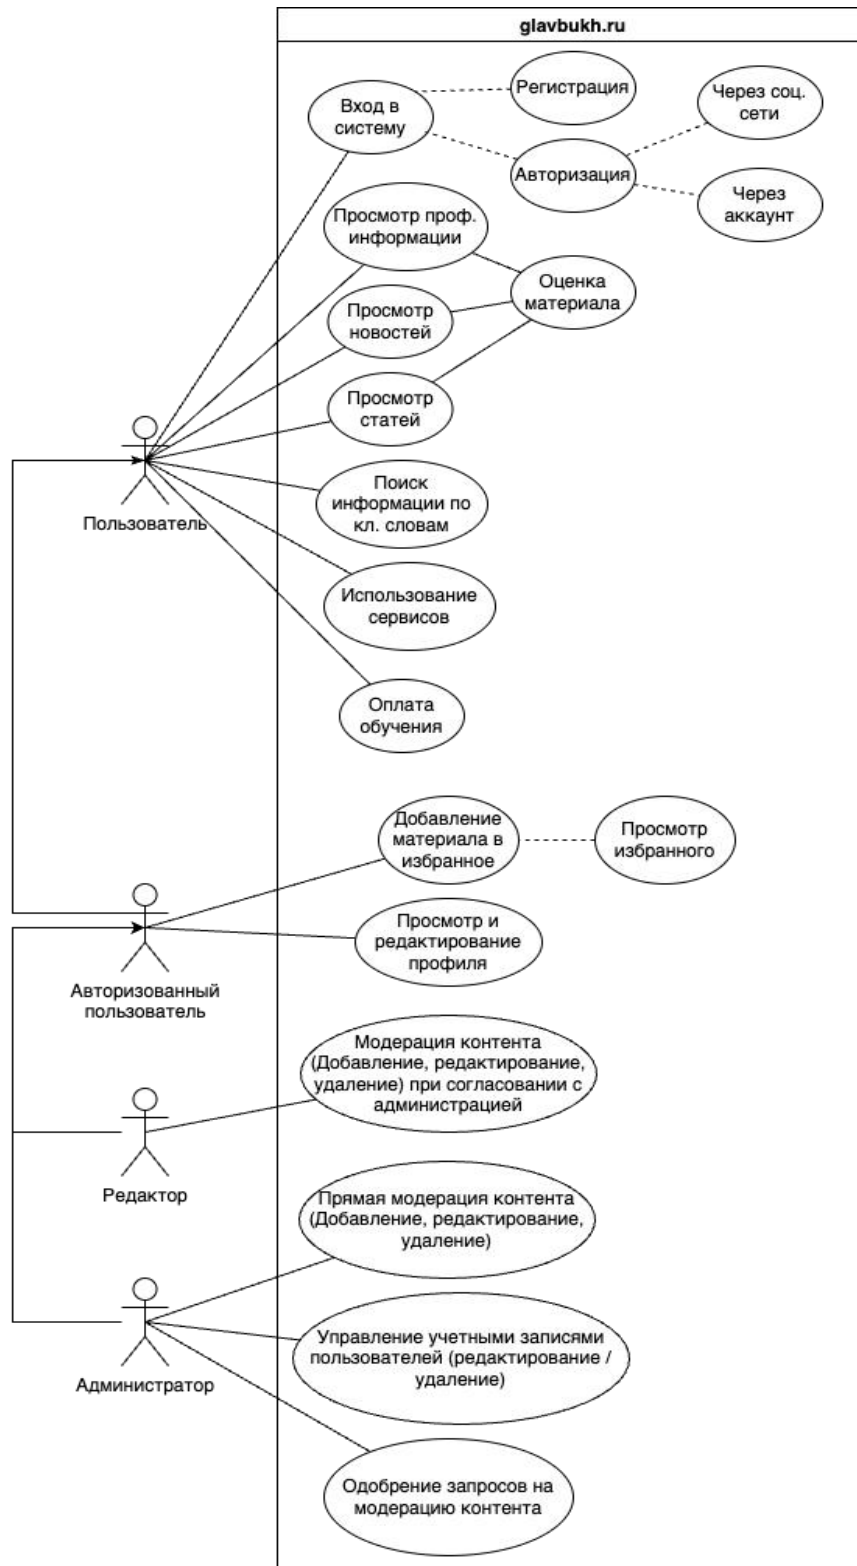 glavbukh.ru
Вход в
систему
Регистрация
Через соц.
сети
Авторизация
Через
аккаунт
Просмотр проф.
информации
Оценка
материала
Просмотр
новостей
Просмотр
статей
Пользователь
Поиск
информации по
кл. словам
Использование
сервисов
Оплата
обучения
Добавление
материала в
избранное
Просмотр
избранного
Просмотр и
редактирование
профиля
Авторизованный
пользователь
Модерация контента
(Добавление, редактирование,
удаление) при согласовании с
администрацией
Редактор
Прямая модерация контента
(Добавление, редактирование,
удаление)
Управление учетными записями
пользователей (редактирование /
удаление)
Администратор
Одобрение запросов на
модерацию контента